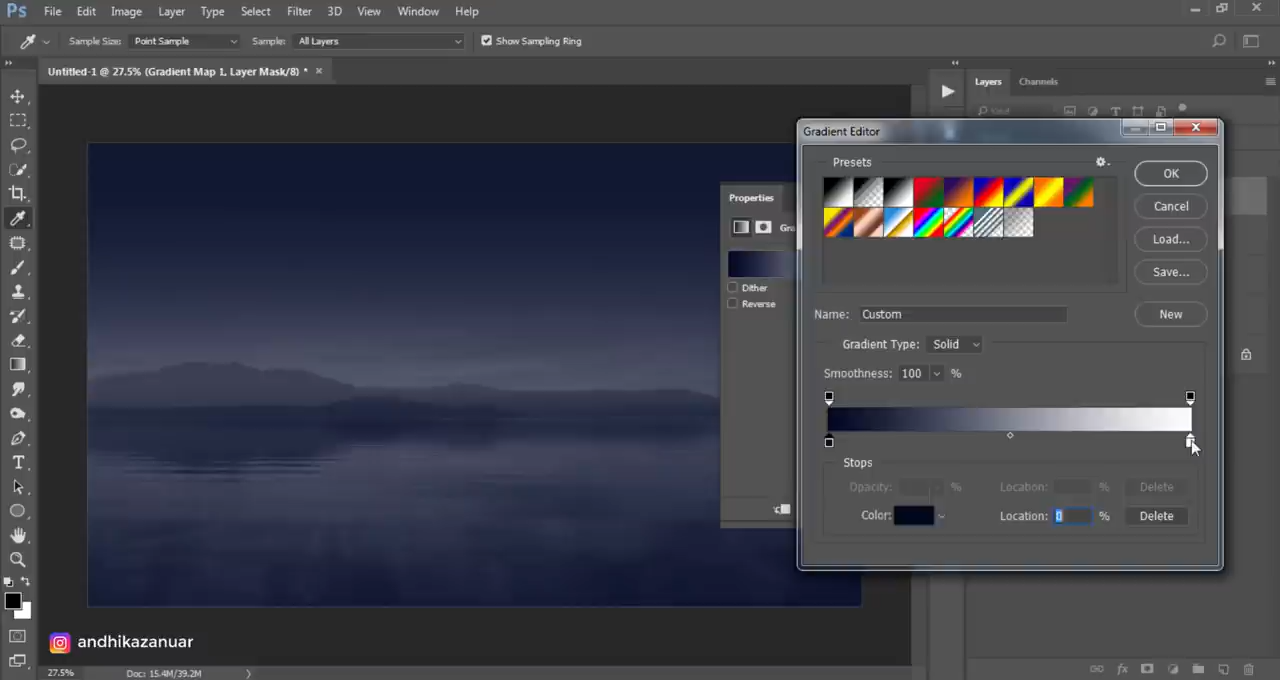 Ps File Edit Image Layer Type Select Filter 3D View Window Help
Sample Size: Point Sample Sample: All Layers Show Sampling Ring
Untitled-1 @ 27.5% (Gradient Map 1, Layer Mask/8) * ×
Layers Channels
Gradient Editor
Presets
OK
Cancel
Load...
Save...
Name: Custom
New
Gradient Type: Solid
Smoothness: 100 %
Stops
Opacity: % Location: % Delete
Color: Location: 0 % Delete
Properties
Gra
Dither
Reverse
andhikazanuar
27.5% Doc: 15.4M/39.2M